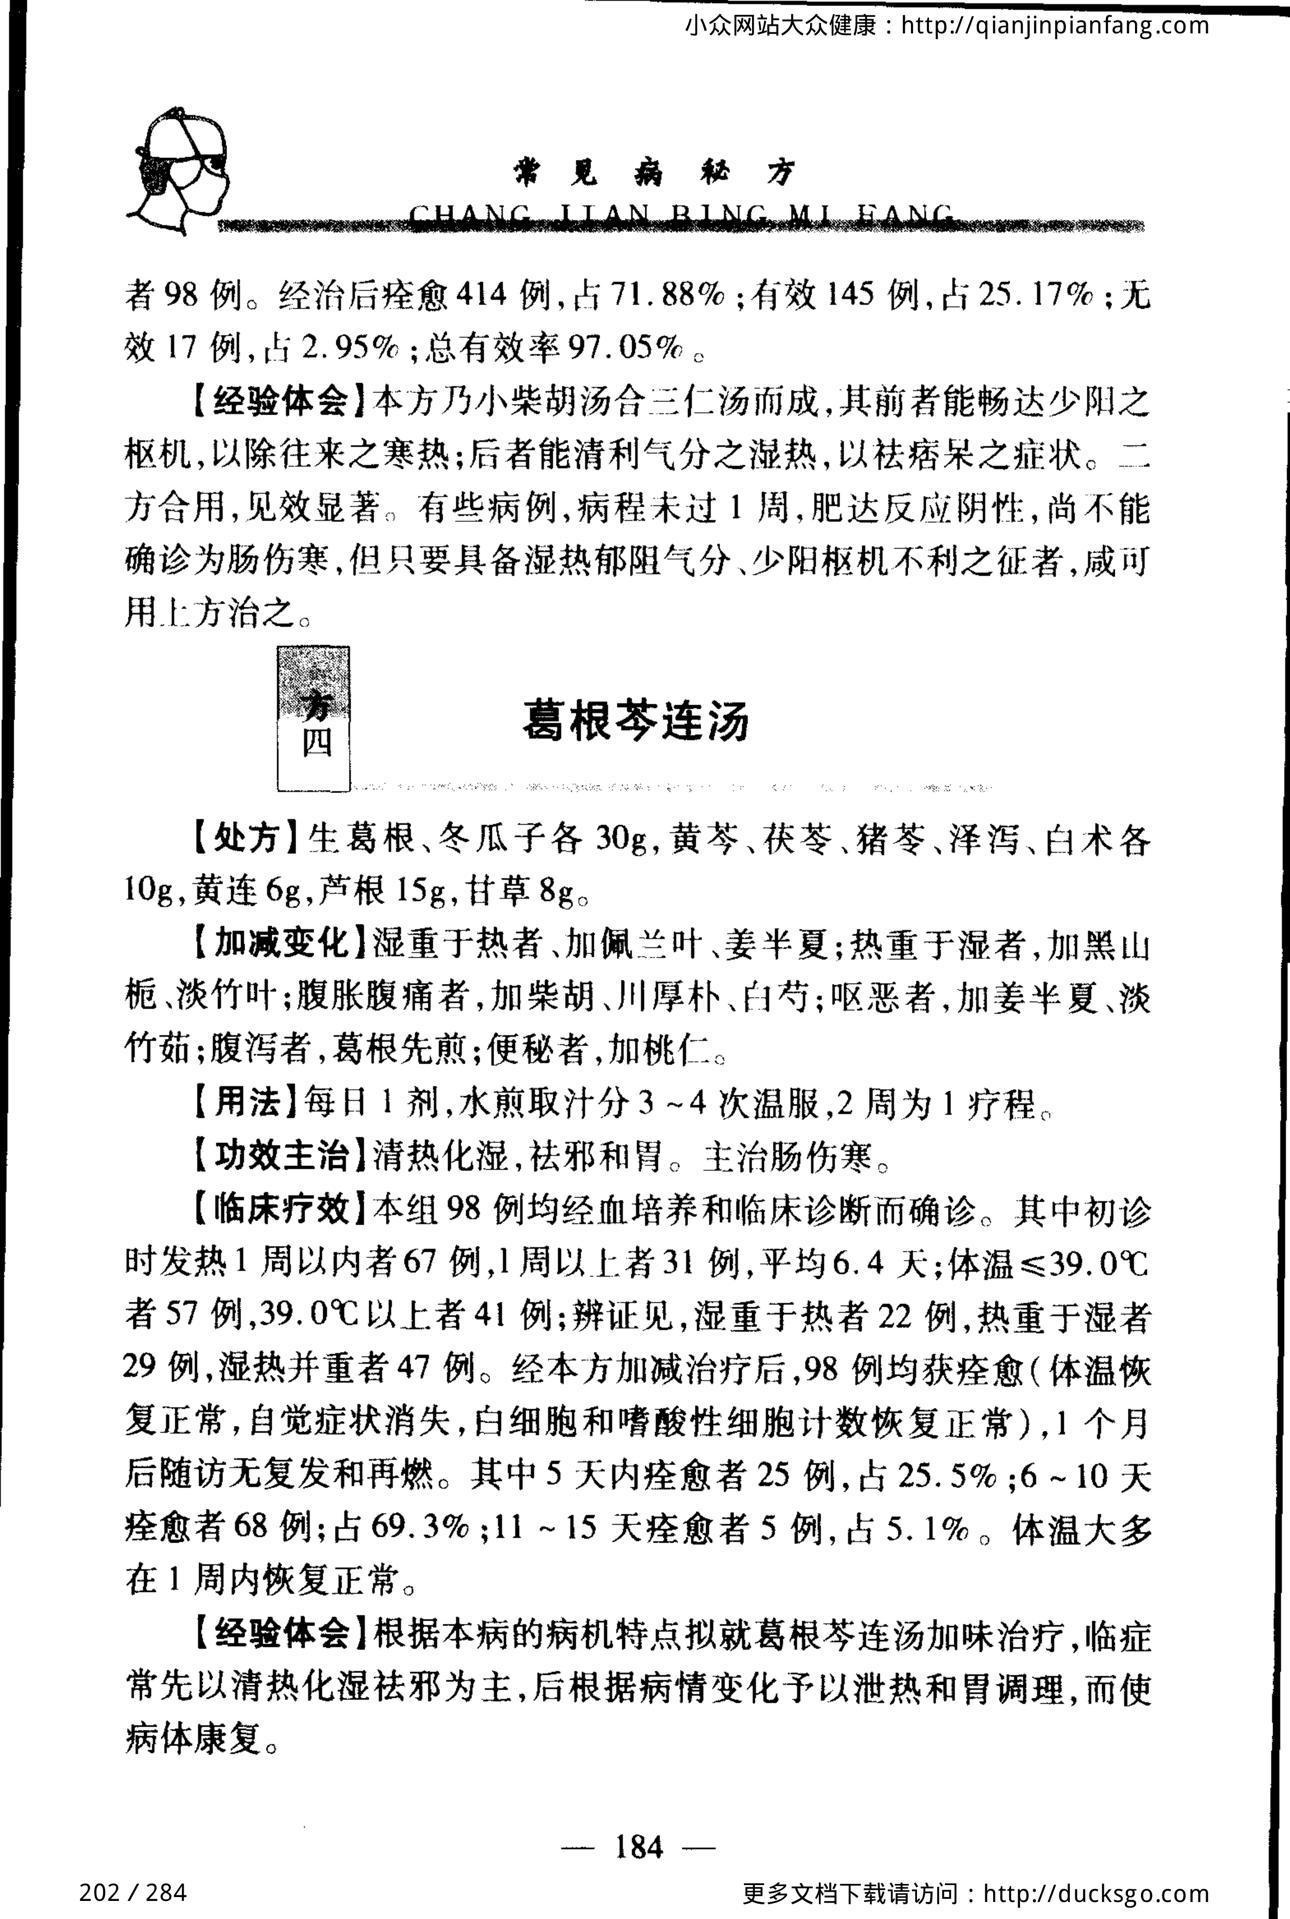 小众网站大众健康：http://qianjinpianfang.com
常见病秘方
CHANG JIAN BING MI FANG
者98例。经治后痊愈414例,占71.88%;有效145例,占25.17%;无
效17例,占2.95%;总有效率97.05%。
【经验体会】本方乃小柴胡汤合三仁汤而成,其前者能畅达少阳之
枢机,以除往来之寒热;后者能清利气分之湿热,以祛痞呆之症状。二
方合用,见效显著。有些病例,病程未过1周,肥达反应阴性,尚不能
确诊为肠伤寒,但只要具备湿热郁阻气分、少阳枢机不利之征者,咸可
用上方治之。
方四
葛根芩连汤
【处方】生葛根、冬瓜子各30g,黄芩、茯苓、猪苓、泽泻、白术各
10g,黄连6g,芦根15g,甘草8g。
【加减变化】湿重于热者、加佩兰叶、姜半夏;热重于湿者,加黑山
栀、淡竹叶;腹胀腹痛者,加柴胡、川厚朴、白芍;呕恶者,加姜半夏、淡
竹茹;腹泻者,葛根先煎;便秘者,加桃仁。
【用法】每日1剂,水煎取汁分3~4次温服,2周为1疗程。
【功效主治】清热化湿,祛邪和胃。主治肠伤寒。
【临床疗效】本组98例均经血培养和临床诊断而确诊。其中初诊
时发热1周以内者67例,1周以上者31例,平均6.4天;体温≤39.0℃
者57例,39.0℃以上者41例;辨证见,湿重于热者22例,热重于湿者
29例,湿热并重者47例。经本方加减治疗后,98例均获痊愈(体温恢
复正常,自觉症状消失,白细胞和嗜酸性细胞计数恢复正常),1个月
后随访无复发和再燃。其中5天内痊愈者25例,占25.5%;6~10天
痊愈者68例;占69.3%;11~15天痊愈者5例,占5.1%。体温大多
在1周内恢复正常。
【经验体会】根据本病的病机特点拟就葛根芩连汤加味治疗,临症
常先以清热化湿祛邪为主,后根据病情变化予以泄热和胃调理,而使
病体康复。
— 184 —
202 / 284
更多文档下载请访问：http://ducksgo.com